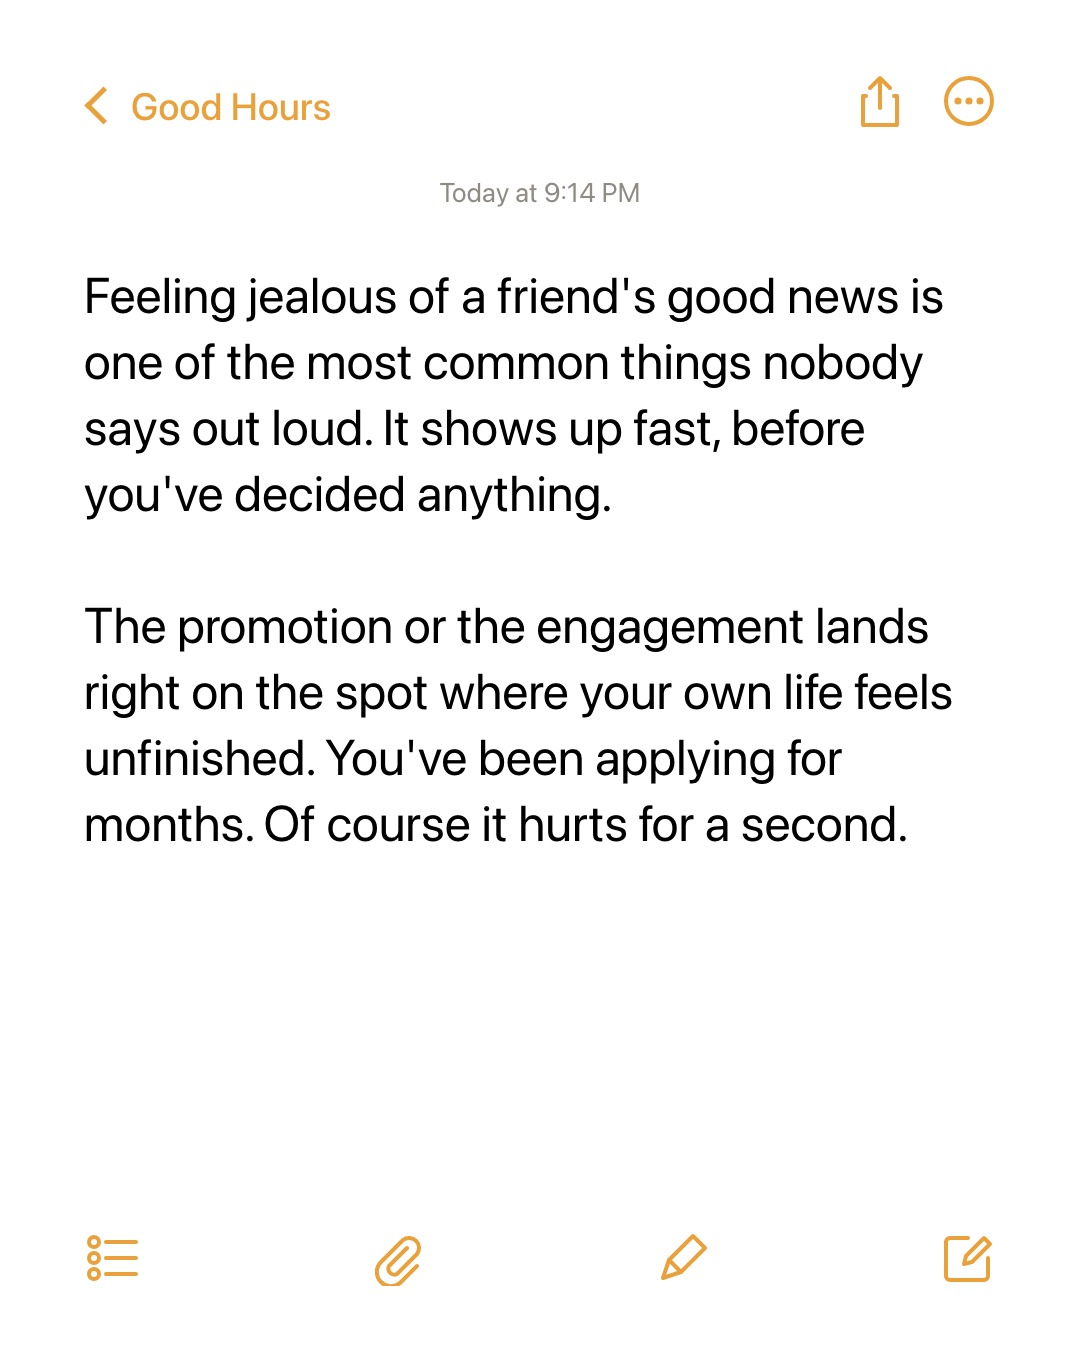 Good Hours
Today at 9:14 PM
Feeling jealous of a friend's good news is
one of the most common things nobody
says out loud. It shows up fast, before
you've decided anything.
The promotion or the engagement lands
right on the spot where your own life feels
unfinished. You've been applying for
months. Of course it hurts for a second.